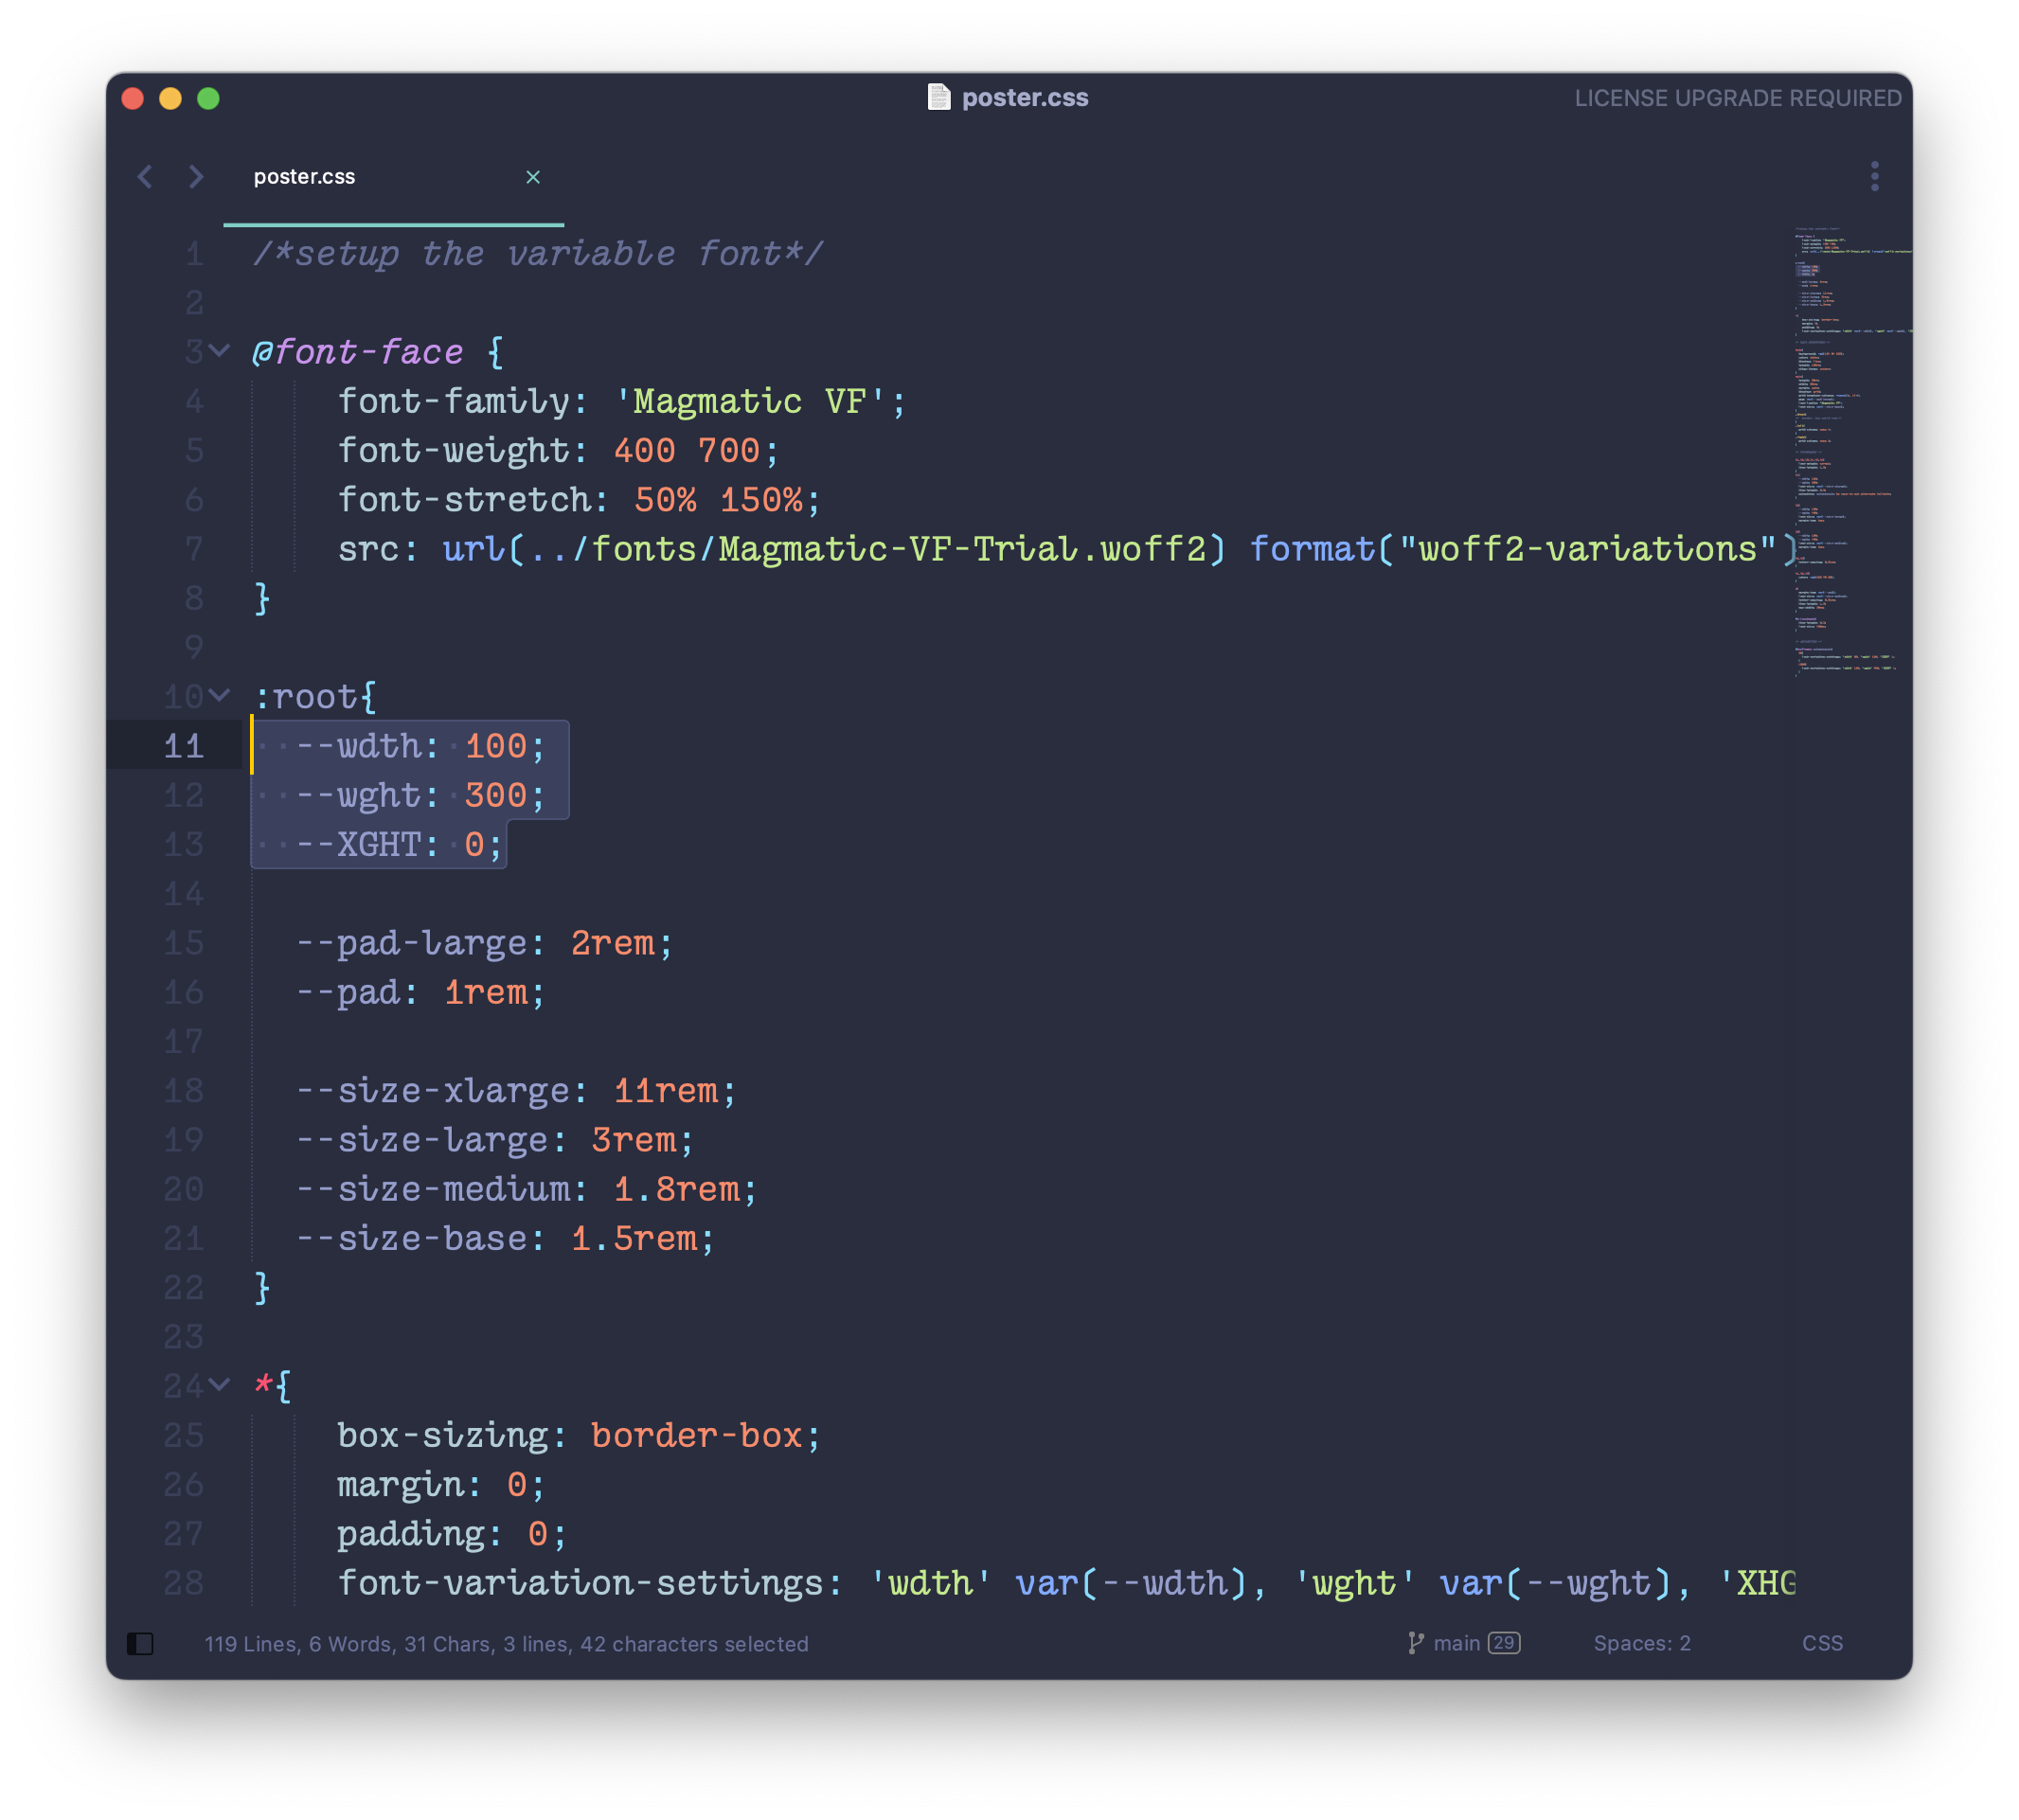 poster.css
LICENSE UPGRADE REQUIRED
poster.css
1 /*setup the variable font*/
2
3 @font-face {
4 font-family: 'Magmatic VF';
5 font-weight: 400 700;
6 font-stretch: 50% 150%;
7 src: url(../fonts/Magmatic-VF-Trial.woff2) format("woff2-variations")
8 }
9
10 :root{
11 --wdth: 100;
12 --wght: 300;
13 --XGHT: 0;
14
15 --pad-large: 2rem;
16 --pad: 1rem;
17
18 --size-xlarge: 11rem;
19 --size-large: 3rem;
20 --size-medium: 1.8rem;
21 --size-base: 1.5rem;
22 }
23
24 *{
25 box-sizing: border-box;
26 margin: 0;
27 padding: 0;
28 font-variation-settings: 'wdth' var(--wdth), 'wght' var(--wght), 'XHG
119 Lines, 6 Words, 31 Chars, 3 lines, 42 characters selected
main 29
Spaces: 2
CSS